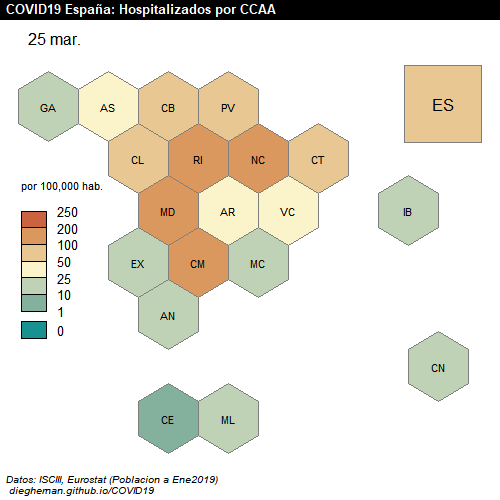 COVID19 España: Hospitalizados por CCAA
25 mar.
GA AS CB PV ES
CL RI NC CT
por 100,000 hab.
MD AR VC IB
250
200
100
50
25
10
1
0
EX CM MC
AN
CN
CE ML
Datos: ISCIII, Eurostat (Poblacion a Ene2019)
diegheman.github.io/COVID19